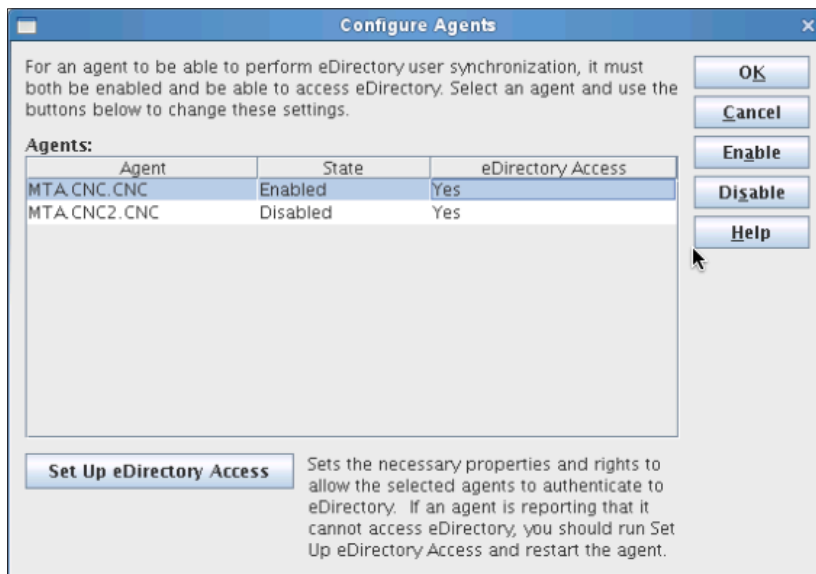 Configure Agents
For an agent to be able to perform eDirectory user synchronization, it must
both be enabled and be able to access eDirectory. Select an agent and use the
buttons below to change these settings.
OK
Cancel
Enable
Disable
Help
Agents:
Agent State eDirectory Access
MTA.CNC.CNC Enabled Yes
MTA.CNC2.CNC Disabled Yes
Set Up eDirectory Access
Sets the necessary properties and rights to
allow the selected agents to authenticate to
eDirectory. If an agent is reporting that it
cannot access eDirectory, you should run Set
Up eDirectory Access and restart the agent.